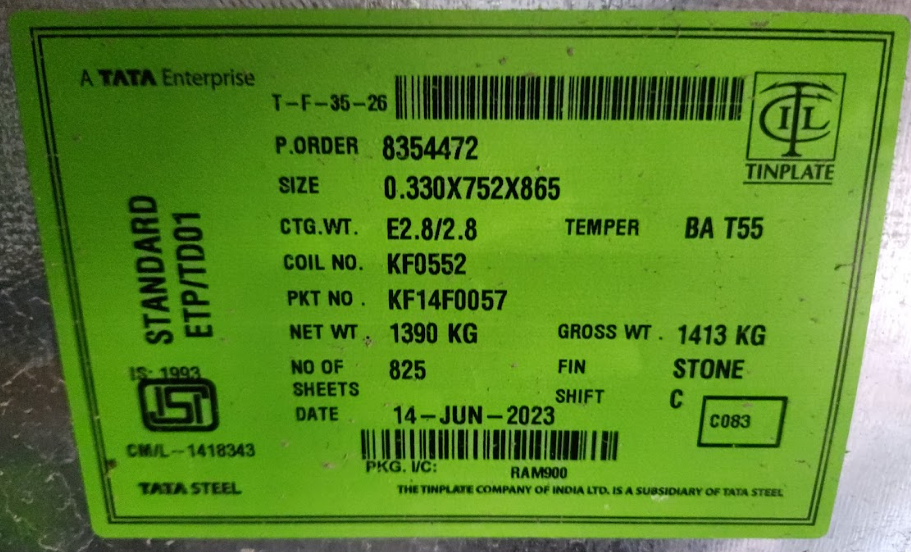 A TATA Enterprise
T-F-35-26
TCIL
TINPLATE
P.ORDER 8354472
SIZE 0.330X752X865
CTG.WT. E2.8/2.8 TEMPER BA T55
COIL NO. KF0552
PKT NO . KF14F0057
NET WT . 1390 KG GROSS WT . 1413 KG
NO OF SHEETS 825 FIN STONE
SHIFT C
DATE 14-JUN-2023
C083
STANDARD
ETP/TD01
IS: 1993
ISI
CM/L-1418343
TATA STEEL
PKG. I/C: RAM900
THE TINPLATE COMPANY OF INDIA LTD. IS A SUBSIDIARY OF TATA STEEL